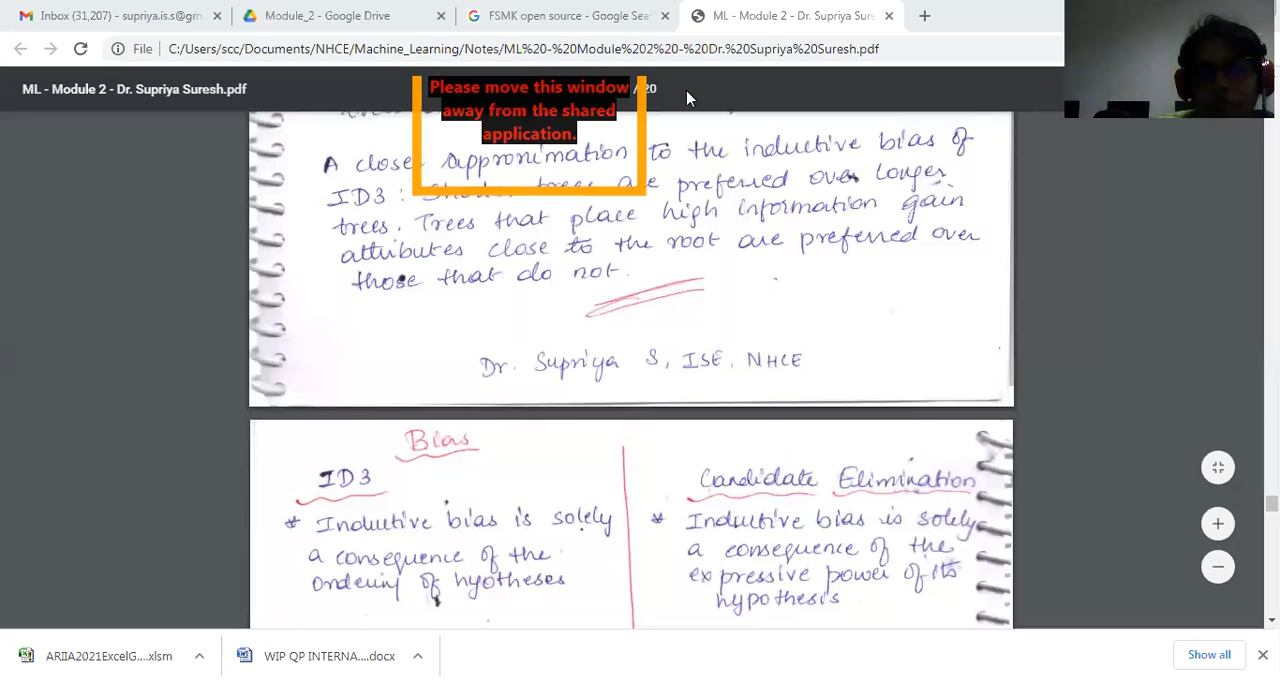 Inbox (31,207) - supriya.is.s@gm
Module_2 - Google Drive
FSMK open source - Google Sea
ML - Module 2 - Dr. Supriya Sure
File
C:/Users/scc/Documents/NHCE/Machine_Learning/Notes/ML%20-%20Module%202%20-%20Dr.%20Supriya%20Suresh.pdf
ML - Module 2 - Dr. Supriya Suresh.pdf
/ 20
Please move this window
away from the shared
application.
A close approximation to the inductive bias of
ID3: Shorter trees are preferred over longer
trees. Trees that place high information gain
attributes close to the root are preferred over
those that do not.
Dr. Supriya S, ISE, NHCE
Bias
ID3
* Inductive bias is solely
a consequence of the
ordering of hyotheses
Candidate Elimination
* Inductive bias is solely
a consequence of the
expressive power of its
hypothesis
ARIIA2021ExcelG....xlsm
WIP QP INTERNA....docx
Show all